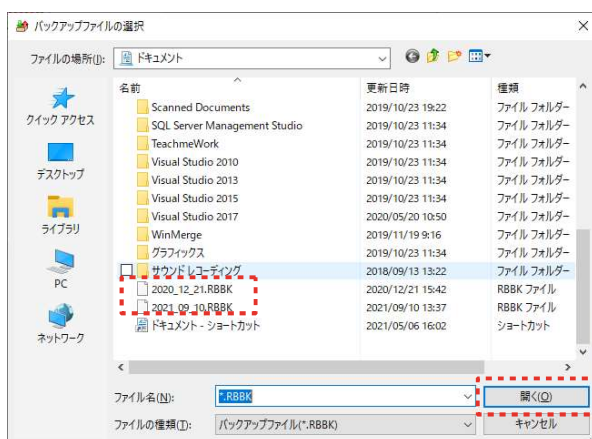 バックアップファイルの選択
ファイルの場所(I): ドキュメント
名前 更新日時 種類
Scanned Documents 2019/10/23 19:22 ファイル フォルダー
SQL Server Management Studio 2019/10/23 11:34 ファイル フォルダー
TeachmeWork 2019/10/23 11:34 ファイル フォルダー
Visual Studio 2010 2019/10/23 11:34 ファイル フォルダー
Visual Studio 2013 2019/10/23 11:34 ファイル フォルダー
Visual Studio 2015 2019/10/23 11:34 ファイル フォルダー
Visual Studio 2017 2020/05/20 10:50 ファイル フォルダー
WinMerge 2019/11/19 9:16 ファイル フォルダー
グラフィックス 2019/10/23 11:34 ファイル フォルダー
サウンド レコーディング 2018/09/13 13:22 ファイル フォルダー
2020_12_21.RBBK 2020/12/21 15:42 RBBK ファイル
2021_09_10.RBBK 2021/09/10 13:37 RBBK ファイル
ドキュメント - ショートカット 2021/05/06 16:02 ショートカット
クイック アクセス
デスクトップ
ライブラリ
PC
ネットワーク
ファイル名(N): *.RBBK 開く(O)
ファイルの種類(T): バックアップファイル(*.RBBK) キャンセル